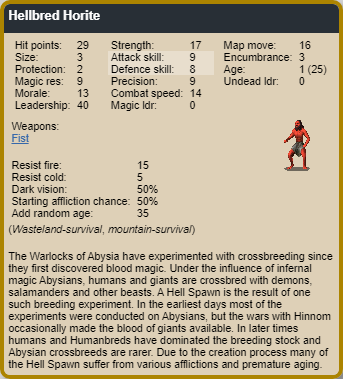 Hellbred Horite
Hit points: 29 Strength: 17 Map move: 16
Size: 3 Attack skill: 9 Encumbrance: 3
Protection: 2 Defence skill: 8 Age: 1 (25)
Magic res: 9 Precision: 9 Undead ldr: 0
Morale: 13 Combat speed: 14
Leadership: 40 Magic ldr: 0
Weapons:
Fist
Resist fire: 15
Resist cold: 5
Dark vision: 50%
Starting affliction chance: 50%
Add random age: 35
(Wasteland-survival, mountain-survival)
The Warlocks of Abysia have experimented with crossbreeding since
they first discovered blood magic. Under the influence of infernal
magic Abysians, humans and giants are crossbred with demons,
salamanders and other beasts. A Hell Spawn is the result of one
such breeding experiment. In the earliest days most of the
experiments were conducted on Abysians, but the wars with Hinnom
occasionally made the blood of giants available. In later times
humans and Humanbreds have dominated the breeding stock and
Abysian crossbreeds are rarer. Due to the creation process many of
the Hell Spawn suffer from various afflictions and premature aging.